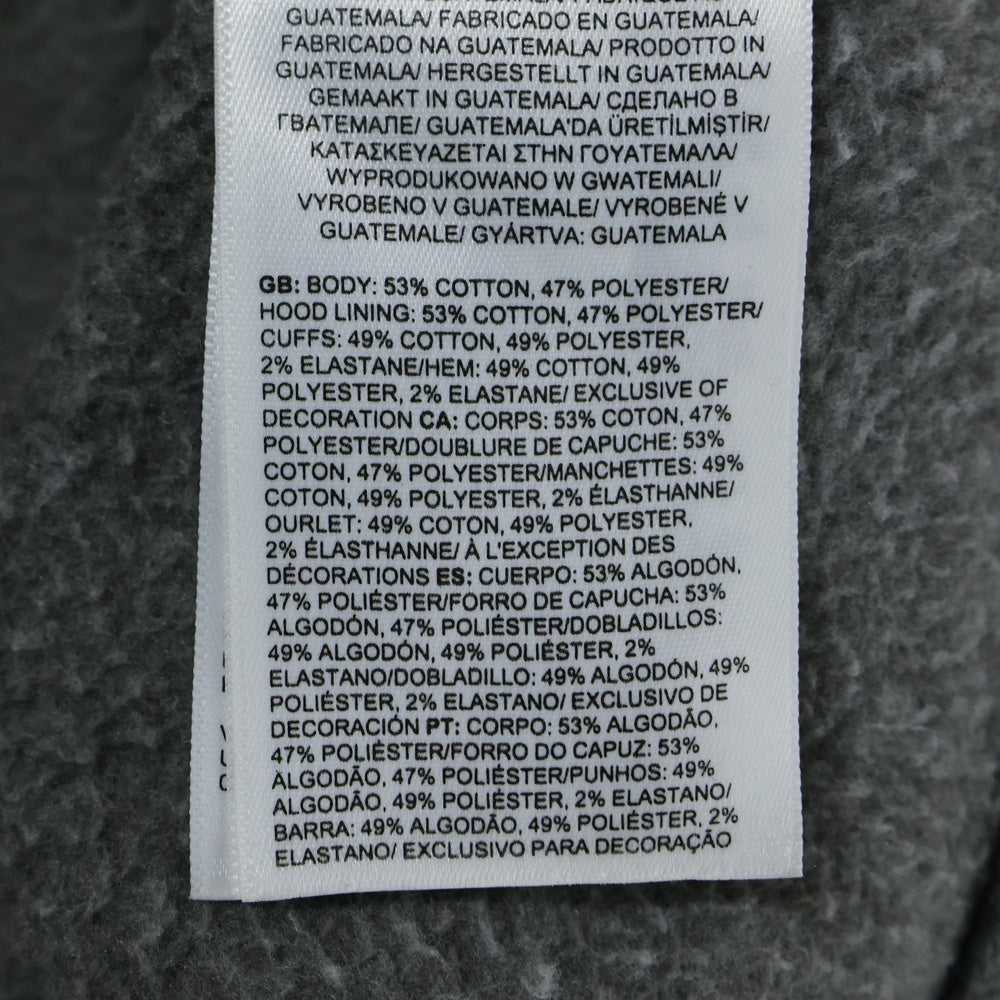 GUATEMALA/ FABRICADO EN GUATEMALA/
FABRICADO NA GUATEMALA/ PRODOTTO IN
GUATEMALA/ HERGESTELLT IN GUATEMALA/
GEMAAKT IN GUATEMALA/ СДЕЛАНО В
ГВАТЕМАЛЕ/ GUATEMALA'DA ÜRETİLMİŞTİR/
ΚΑΤΑΣΚΕΥΑΖΕΤΑΙ ΣΤΗΝ ΓΟΥΑΤΕΜΑΛΑ/
WYPRODUKOWANO W GWATEMALI/
VYROBENO V GUATEMALE/ VYROBENÉ V
GUATEMALE/ GYÁRTVA: GUATEMALA
GB: BODY: 53% COTTON, 47% POLYESTER/
HOOD LINING: 53% COTTON, 47% POLYESTER/
CUFFS: 49% COTTON, 49% POLYESTER,
2% ELASTANE/HEM: 49% COTTON, 49%
POLYESTER, 2% ELASTANE/ EXCLUSIVE OF
DECORATION CA: CORPS: 53% COTON, 47%
POLYESTER/DOUBLURE DE CAPUCHE: 53%
COTON, 47% POLYESTER/MANCHETTES: 49%
COTON, 49% POLYESTER, 2% ÉLASTHANNE/
OURLET: 49% COTON, 49% POLYESTER,
2% ÉLASTHANNE/ À L'EXCEPTION DES
DÉCORATIONS ES: CUERPO: 53% ALGODÓN,
47% POLIÉSTER/FORRO DE CAPUCHA: 53%
ALGODÓN, 47% POLIÉSTER/DOBLADILLOS:
49% ALGODÓN, 49% POLIÉSTER, 2%
ELASTANO/DOBLADILLO: 49% ALGODÓN, 49%
POLIÉSTER, 2% ELASTANO/ EXCLUSIVO DE
DECORACIÓN PT: CORPO: 53% ALGODÃO,
47% POLIÉSTER/FORRO DO CAPUZ: 53%
ALGODÃO, 47% POLIÉSTER/PUNHOS: 49%
ALGODÃO, 49% POLIÉSTER, 2% ELASTANO/
BARRA: 49% ALGODÃO, 49% POLIÉSTER, 2%
ELASTANO/ EXCLUSIVO PARA DECORAÇÃO